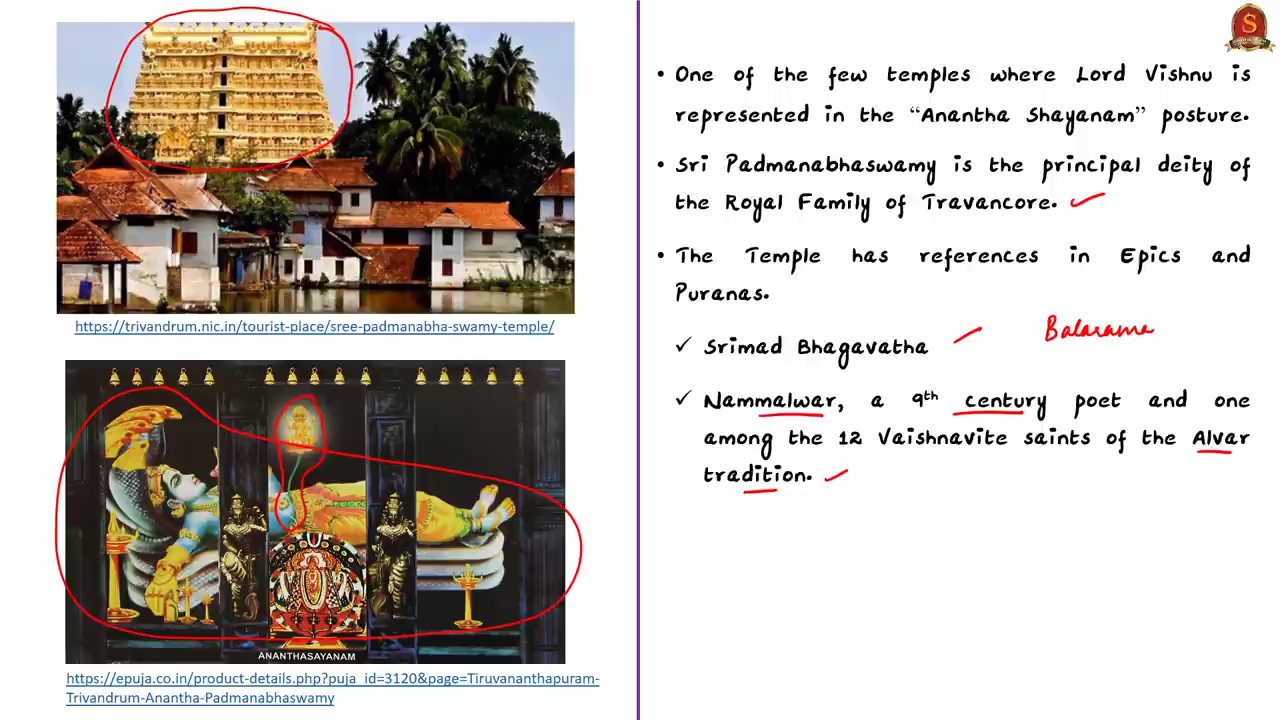 https://trivandrum.nic.in/tourist-place/sree-padmanabha-swamy-temple/
ANANTHASAYANAM
https://epuja.co.in/product-details.php?puja_id=3120&page=Tiruvananthapuram-
Trivandrum-Anantha-Padmanabhaswamy
S
• One of the few temples where Lord Vishnu is
represented in the “Anantha Shayanam” posture.
• Sri Padmanabhaswamy is the principal deity of
the Royal Family of Travancore.
• The Temple has references in Epics and
Puranas.
Balarama
✓ Srimad Bhagavatha
✓ Nammalwar, a 9th century poet and one
among the 12 Vaishnavite saints of the Alvar
tradition.